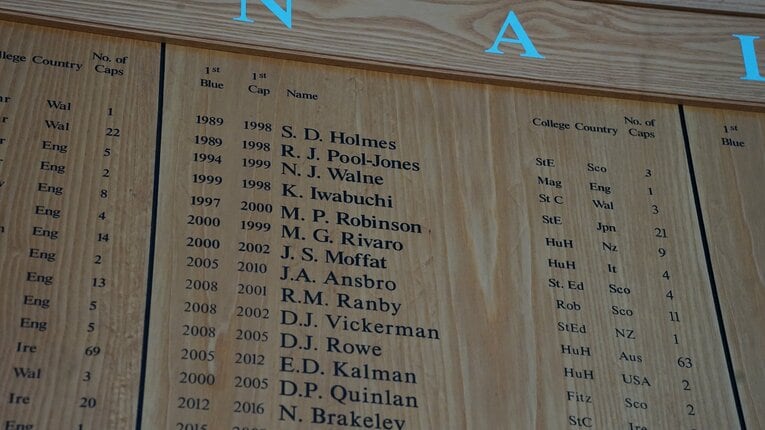 N A I
Country No. of Caps
Wal 1
Wal 22
Eng 5
Eng 2
Eng 8
Eng 4
Eng 14
Eng 2
Eng 13
Eng 5
Eng 5
Ire 69
Wal 3
Ire 20
Eng 1
1st Blue 1st Cap Name College Country No. of Caps
1989 1998 S. D. Holmes StE Sco 3
1989 1998 R. J. Pool-Jones Mag Eng 1
1994 1999 N. J. Walne St C Wal 3
1999 1998 K. Iwabuchi StE Jpn 21
1997 2000 M. P. Robinson HuH Nz 9
2000 1999 M. G. Rivaro HuH It 4
2000 2002 J. S. Moffat St. Ed Sco 4
2005 2010 J.A. Ansbro Rob Sco 11
2008 2001 R.M. Ranby StEd NZ 1
2008 2002 D.J. Vickerman HuH Aus 63
2008 2005 D.J. Rowe HuH USA 2
2005 2012 E.D. Kalman Fitz Sco 2
2000 2005 D.P. Quinlan StC Ire
2012 2016 N. Brakeley
2015
1st Blue